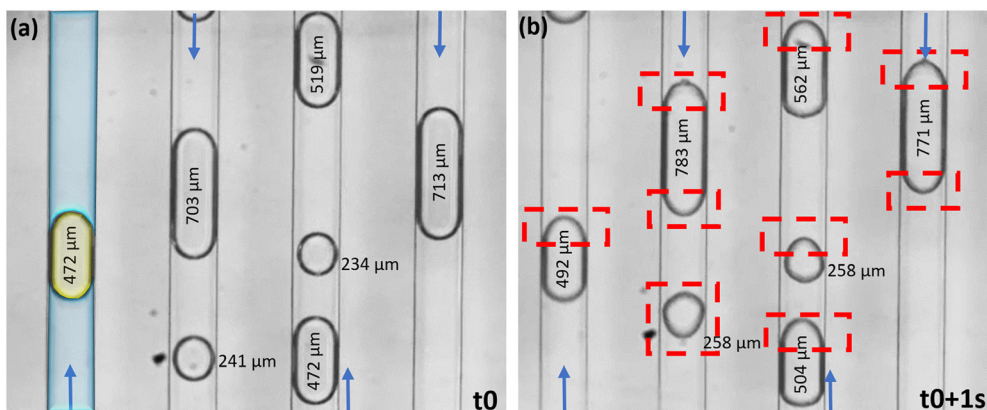 (a)
519 µm
703 µm
713 µm
472 µm
234 µm
241 µm
472 µm
t0
(b)
562 µm
783 µm
771 µm
492 µm
258 µm
258 µm
504 µm
t0+1s